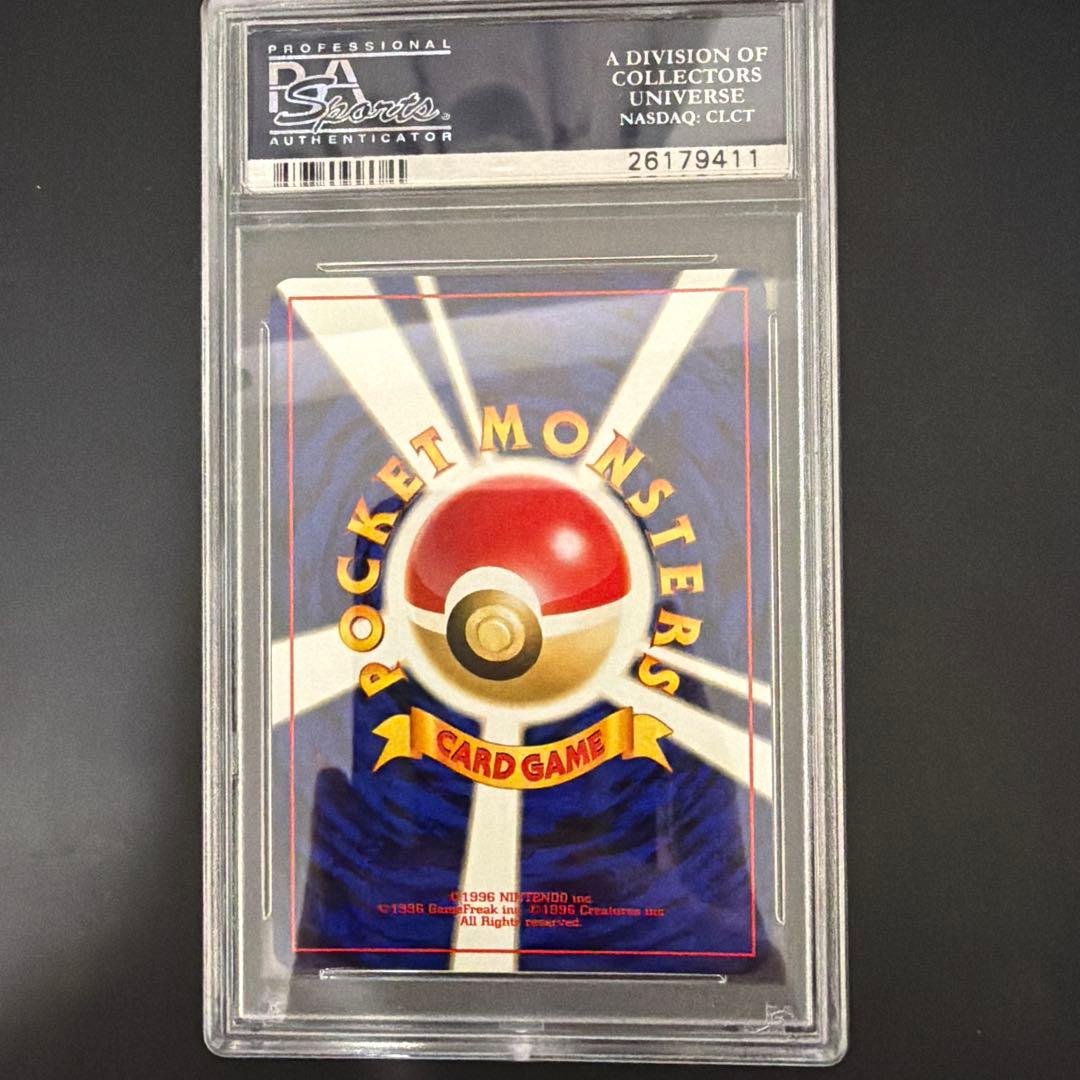 PROFESSIONAL
PSA
Sports
AUTHENTICATOR
A DIVISION OF
COLLECTORS
UNIVERSE
NASDAQ: CLCT
26179411
POCKET MONSTERS
CARD GAME
©1996 NINTENDO inc.
©1996 GameFreak inc. ©1996 Creatures inc.
All Rights reserved.